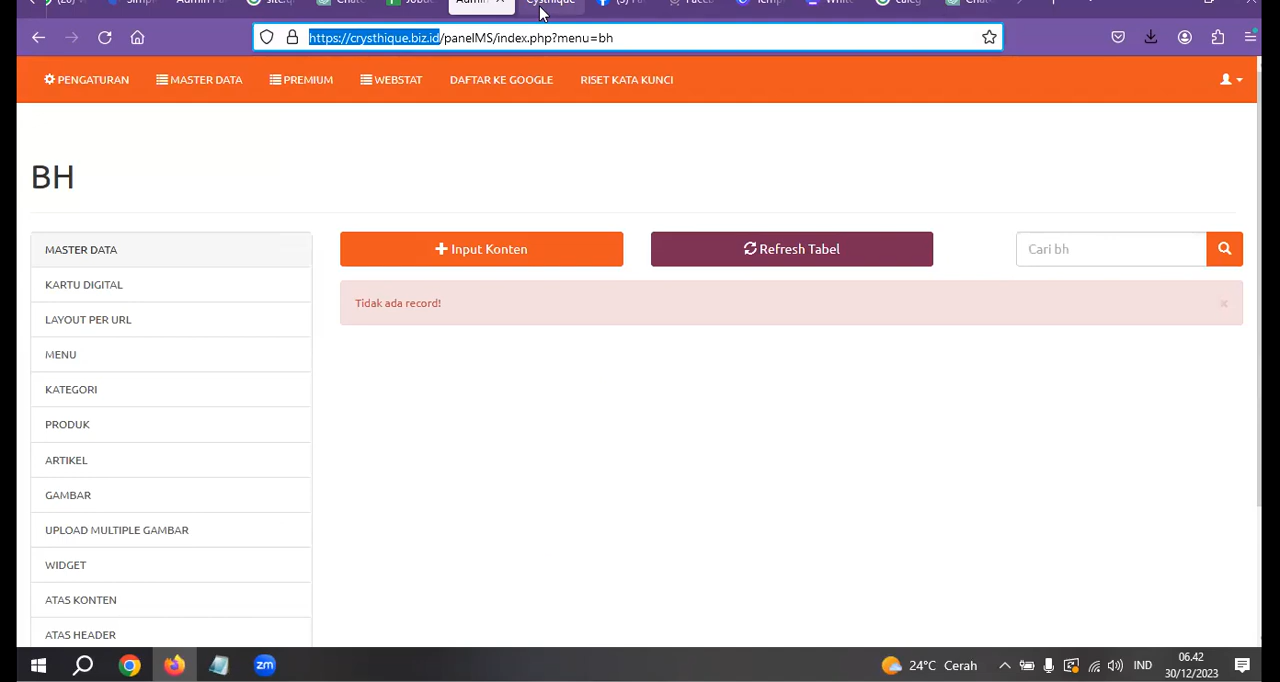 Cysthique
https://crysthique.biz.id/panelMS/index.php?menu=bh
PENGATURAN
MASTER DATA
PREMIUM
WEBSTAT
DAFTAR KE GOOGLE
RISET KATA KUNCI
BH
MASTER DATA
KARTU DIGITAL
LAYOUT PER URL
MENU
KATEGORI
PRODUK
ARTIKEL
GAMBAR
UPLOAD MULTIPLE GAMBAR
WIDGET
ATAS KONTEN
ATAS HEADER
Input Konten
Refresh Tabel
Cari bh
Tidak ada record!
×
zm
24°C Cerah
IND
06.42
30/12/2023